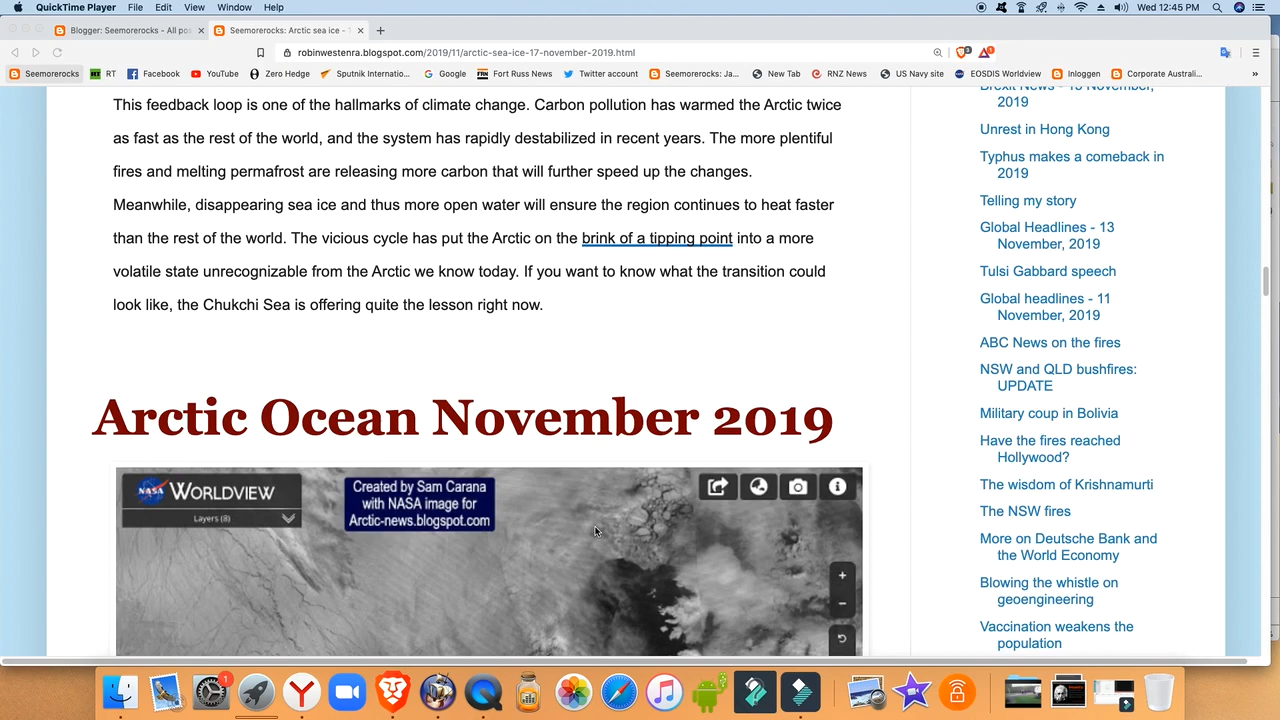 QuickTime Player File Edit View Window Help
Wed 12:45 PM
Blogger: Seemorerocks - All po
Seemorerocks: Arctic sea ice -
robinwestenra.blogspot.com/2019/11/arctic-sea-ice-17-november-2019.html
Seemorerocks RT Facebook YouTube Zero Hedge Sputnik Internatio... Google Fort Russ News Twitter account Seemorerocks: Ja... New Tab RNZ News US Navy site EOSDIS Worldview Inloggen Corporate Australi... »
This feedback loop is one of the hallmarks of climate change. Carbon pollution has warmed the Arctic twice
as fast as the rest of the world, and the system has rapidly destabilized in recent years. The more plentiful
fires and melting permafrost are releasing more carbon that will further speed up the changes.
Meanwhile, disappearing sea ice and thus more open water will ensure the region continues to heat faster
than the rest of the world. The vicious cycle has put the Arctic on the brink of a tipping point into a more
volatile state unrecognizable from the Arctic we know today. If you want to know what the transition could
look like, the Chukchi Sea is offering quite the lesson right now.
Arctic Ocean November 2019
NASA WORLDVIEW
Layers (8)
Created by Sam Carana
with NASA image for
Arctic-news.blogspot.com
Brexit News - 13 November,
2019
Unrest in Hong Kong
Typhus makes a comeback in
2019
Telling my story
Global Headlines - 13
November, 2019
Tulsi Gabbard speech
Global headlines - 11
November, 2019
ABC News on the fires
NSW and QLD bushfires:
UPDATE
Military coup in Bolivia
Have the fires reached
Hollywood?
The wisdom of Krishnamurti
The NSW fires
More on Deutsche Bank and
the World Economy
Blowing the whistle on
geoengineering
Vaccination weakens the
population